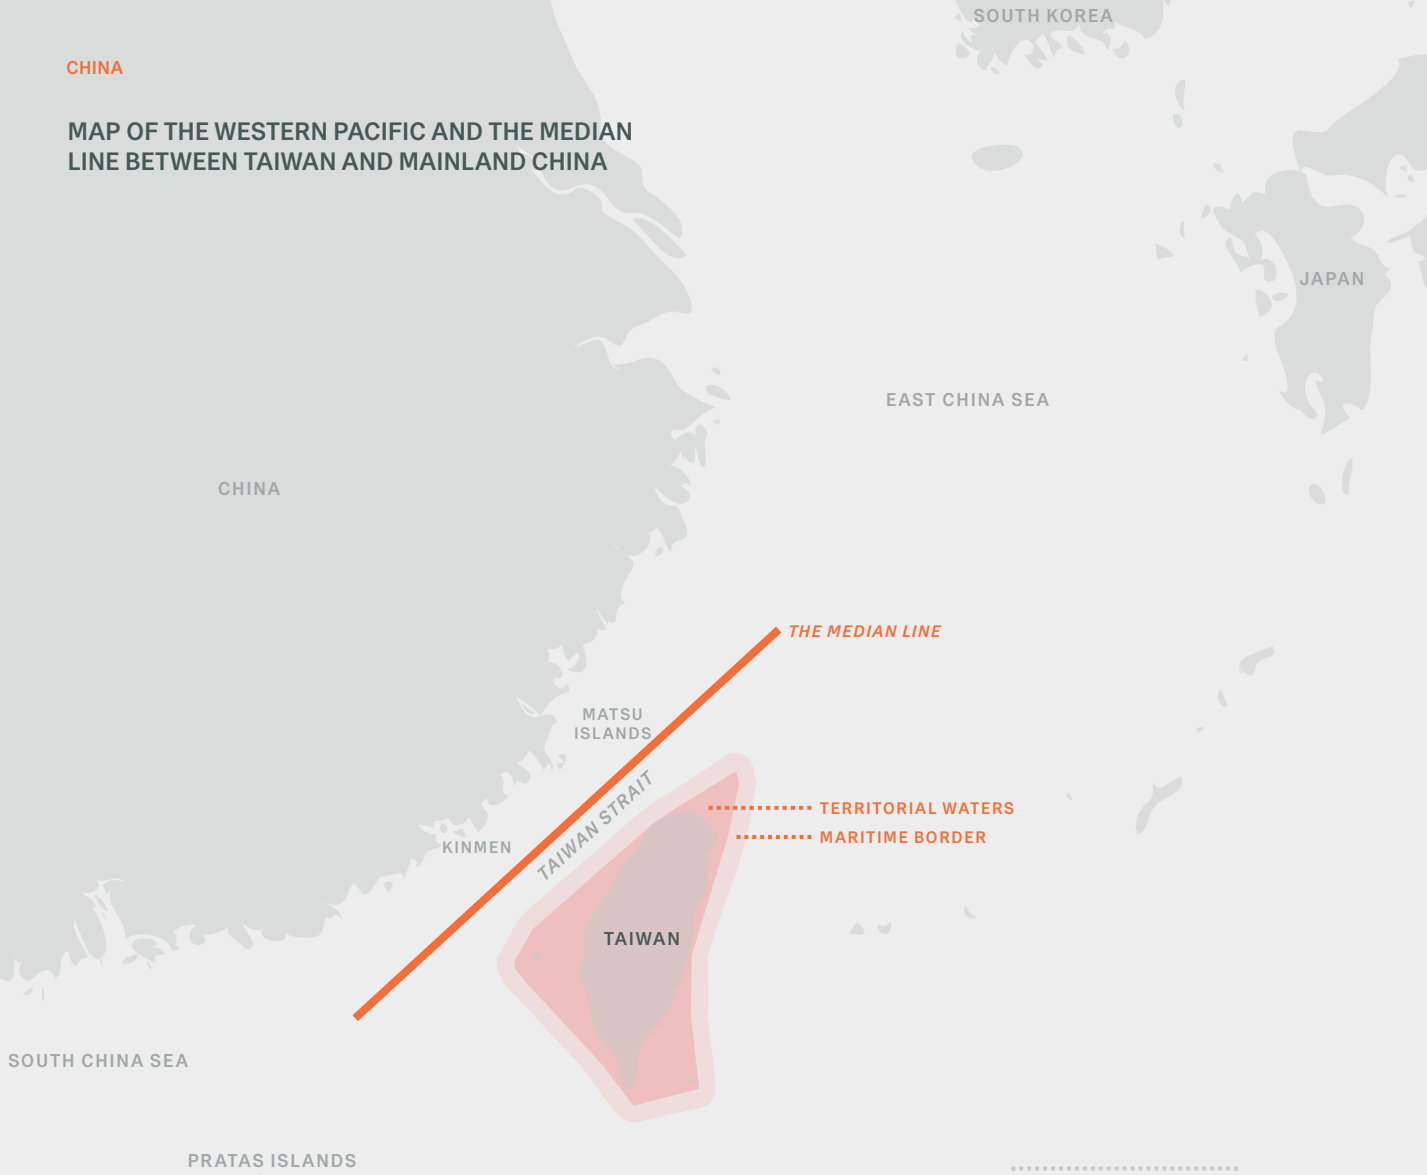 SOUTH KOREA
CHINA
MAP OF THE WESTERN PACIFIC AND THE MEDIAN
LINE BETWEEN TAIWAN AND MAINLAND CHINA
JAPAN
EAST CHINA SEA
CHINA
THE MEDIAN LINE
MATSU
ISLANDS
TAIWAN STRAIT
TERRITORIAL WATERS
MARITIME BORDER
KINMEN
TAIWAN
SOUTH CHINA SEA
PRATAS ISLANDS